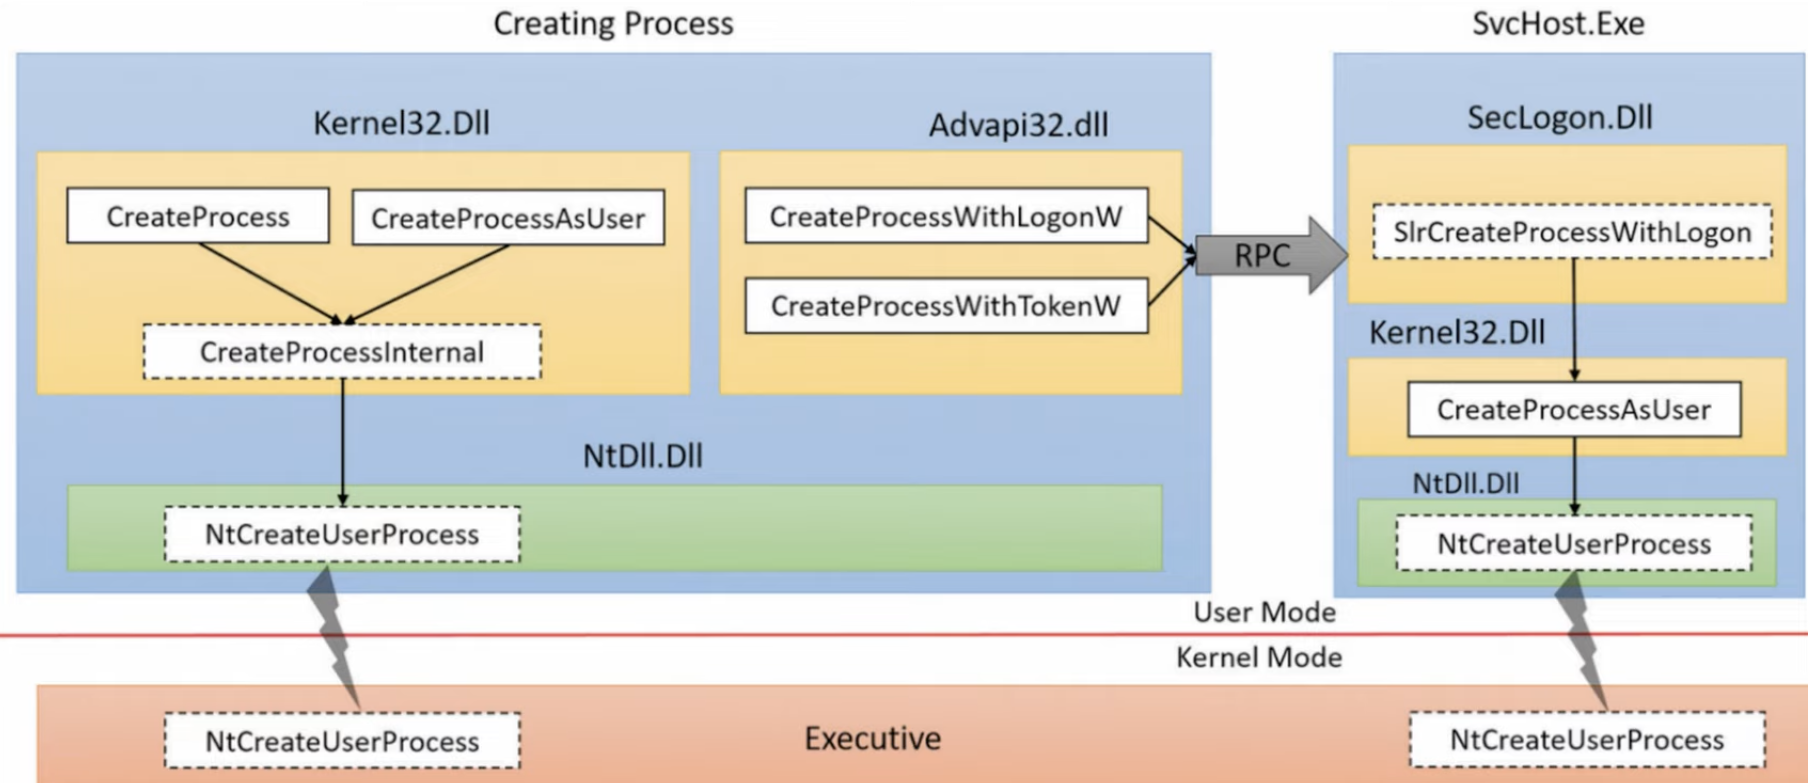 Creating Process
SvcHost.Exe
Kernel32.Dll
Advapi32.dll
SecLogon.Dll
CreateProcess
CreateProcessAsUser
CreateProcessWithLogonW
SlrCreateProcessWithLogon
RPC
CreateProcessWithTokenW
CreateProcessInternal
Kernel32.Dll
CreateProcessAsUser
NtDll.Dll
NtDll.Dll
NtCreateUserProcess
NtCreateUserProcess
User Mode
Kernel Mode
NtCreateUserProcess
Executive
NtCreateUserProcess